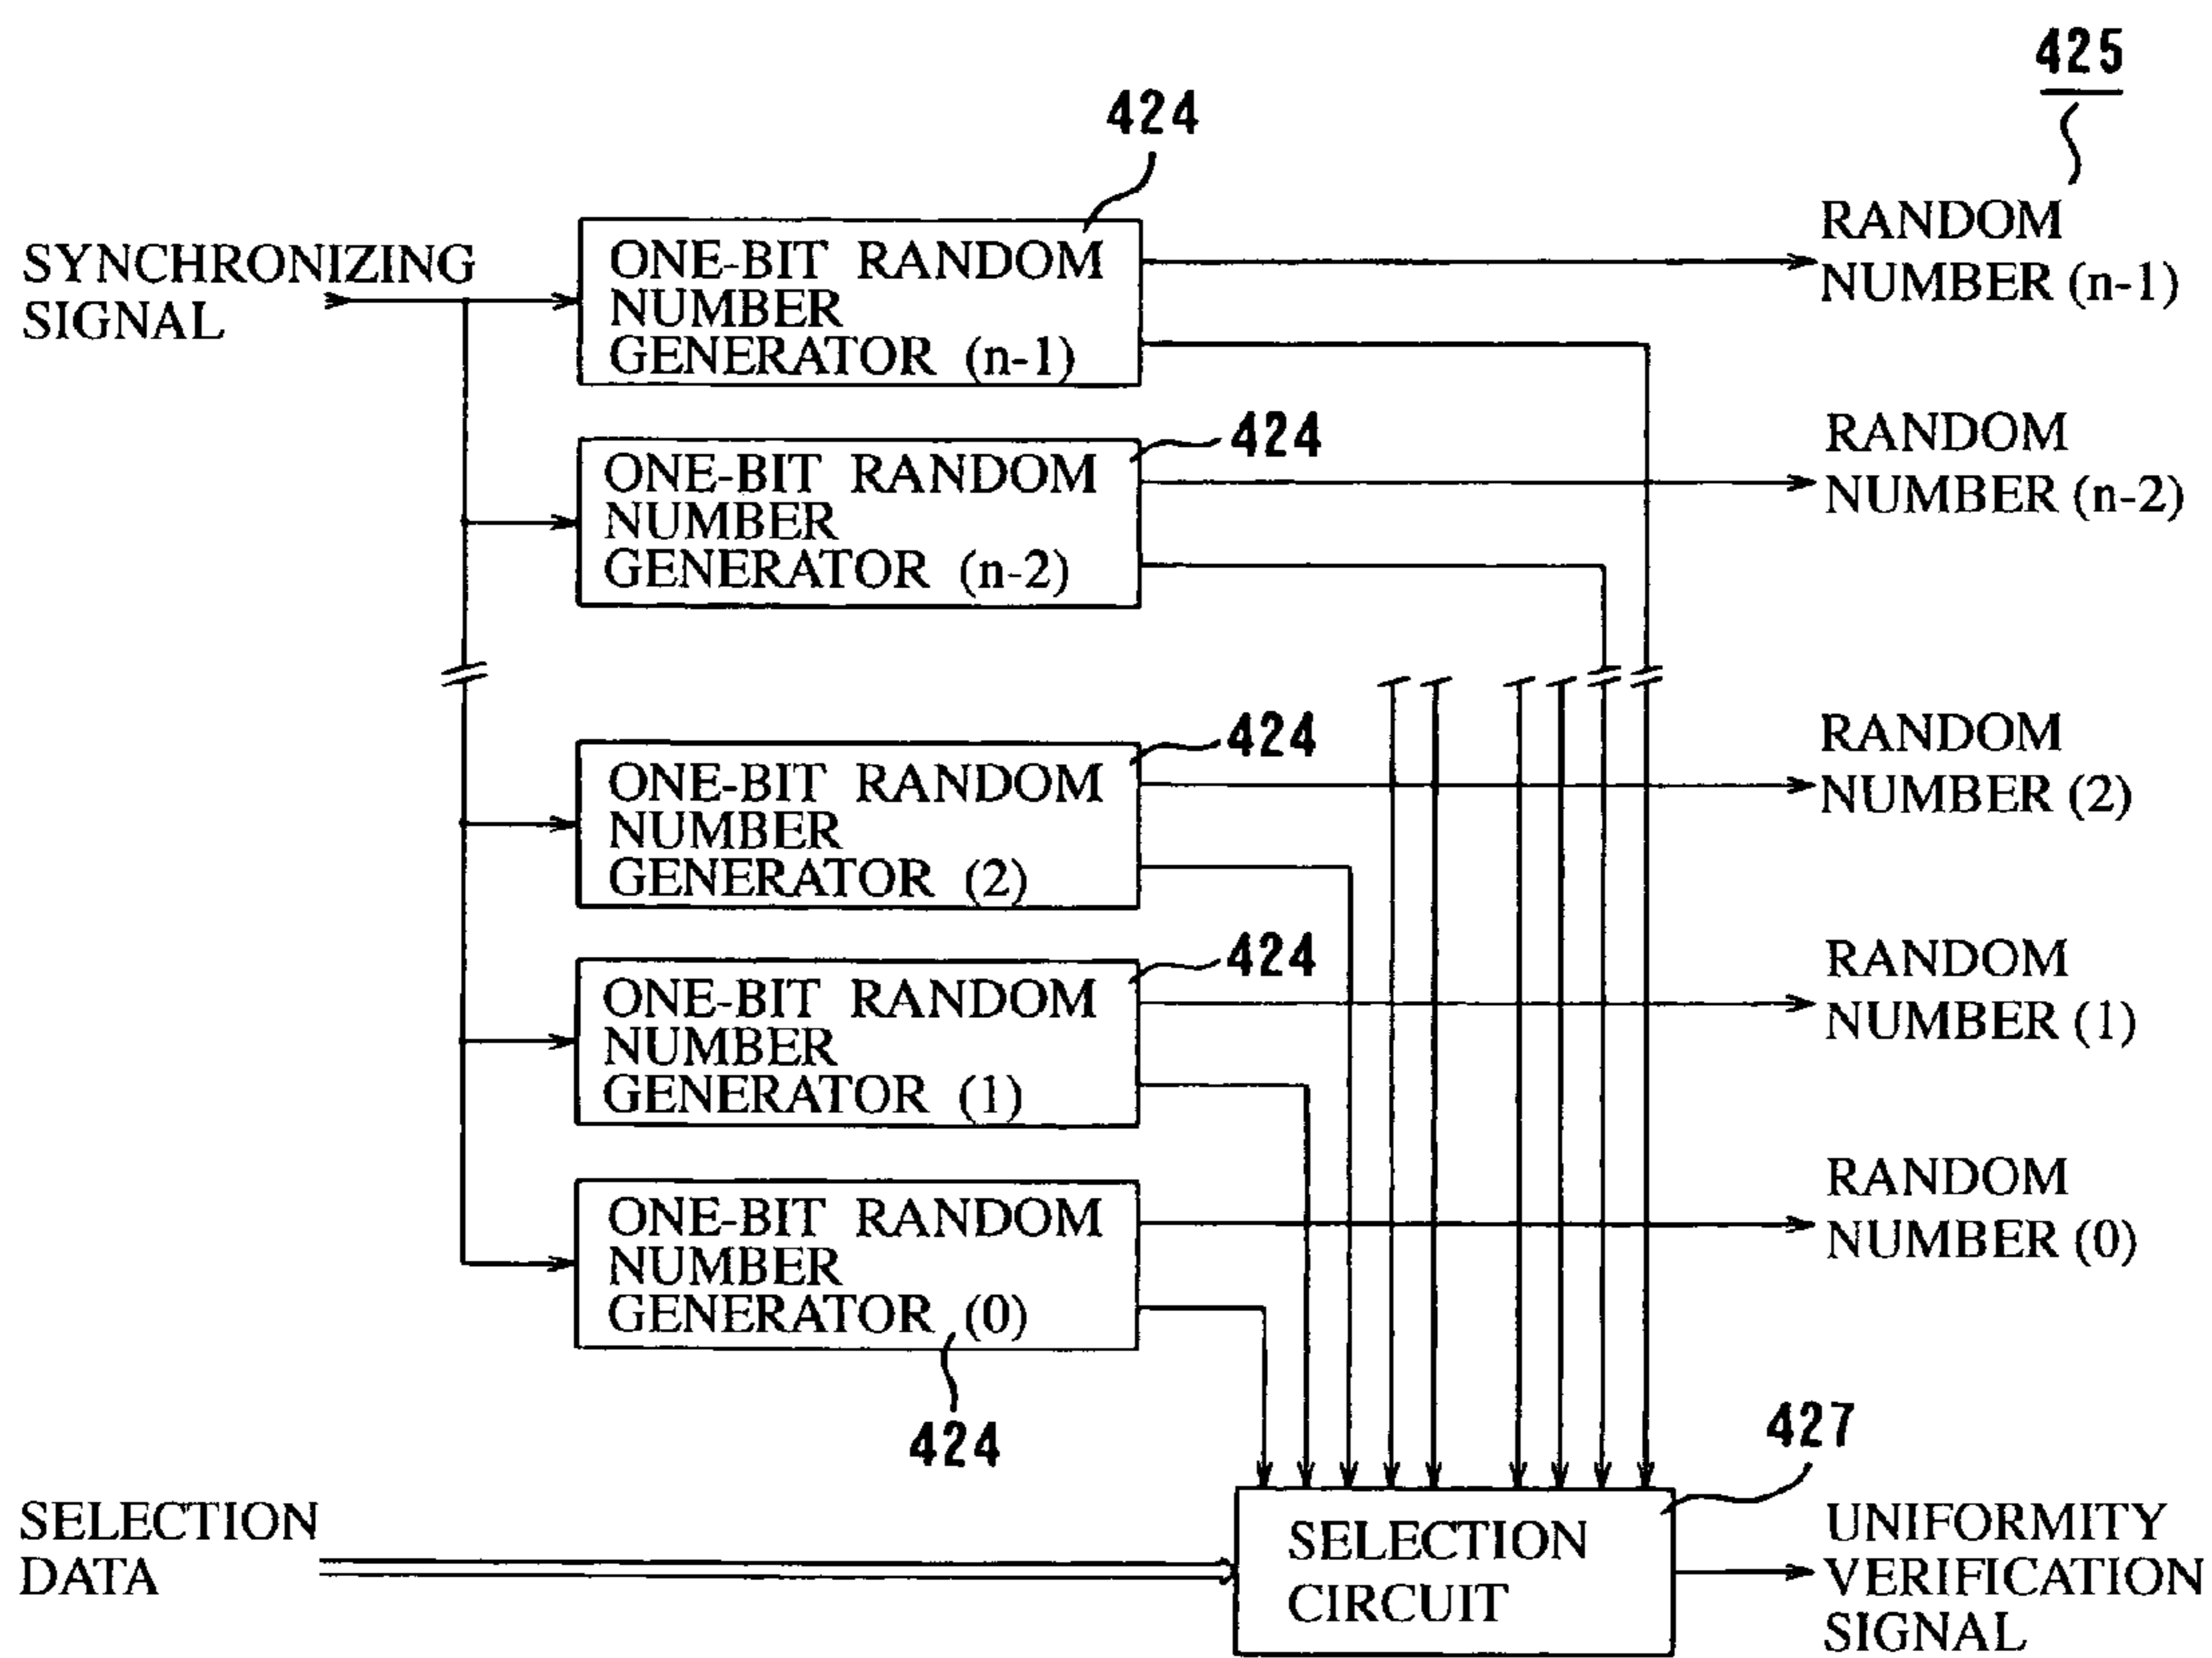 425
424
SYNCHRONIZING
SIGNAL
ONE-BIT RANDOM
NUMBER
GENERATOR (n-1)
RANDOM
NUMBER (n-1)
424
ONE-BIT RANDOM
NUMBER
GENERATOR (n-2)
RANDOM
NUMBER (n-2)
424
ONE-BIT RANDOM
NUMBER
GENERATOR (2)
RANDOM
NUMBER (2)
424
ONE-BIT RANDOM
NUMBER
GENERATOR (1)
RANDOM
NUMBER (1)
ONE-BIT RANDOM
NUMBER
GENERATOR (0)
RANDOM
NUMBER (0)
424
427
SELECTION
DATA
SELECTION
CIRCUIT
UNIFORMITY
VERIFICATION
SIGNAL